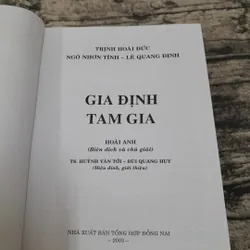 TRỊNH HOÀI ĐỨC
NGÔ NHƠN TỊNH - LÊ QUANG ĐỊNH
GIA ĐỊNH
TAM GIA
HOÀI ANH
(Biên dịch và chú giải)
TS. HUỲNH VĂN TỚI - BÙI QUANG HUY
(Hiệu đính, giới thiệu)
NHÀ XUẤT BẢN TỔNG HỢP ĐỒNG NAI